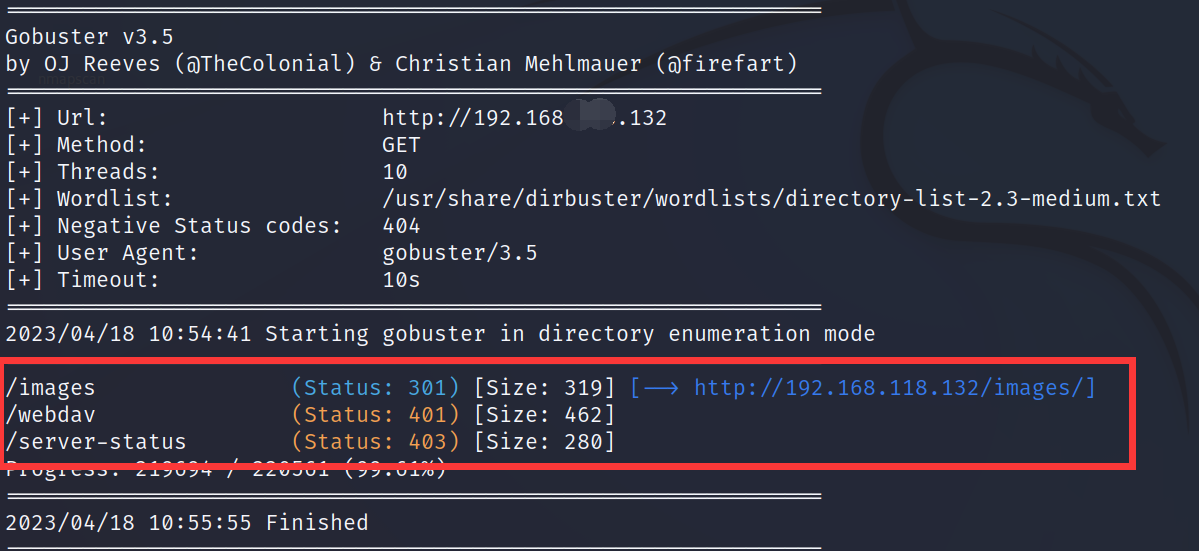 ===============================================================
Gobuster v3.5
by OJ Reeves (@TheColonial) & Christian Mehlmauer (@firefart)
===============================================================
[+] Url: http://192.168 .132
[+] Method: GET
[+] Threads: 10
[+] Wordlist: /usr/share/dirbuster/wordlists/directory-list-2.3-medium.txt
[+] Negative Status codes: 404
[+] User Agent: gobuster/3.5
[+] Timeout: 10s
===============================================================
2023/04/18 10:54:41 Starting gobuster in directory enumeration mode
===============================================================
/images (Status: 301) [Size: 319] [--> http://192.168.118.132/images/]
/webdav (Status: 401) [Size: 462]
/server-status (Status: 403) [Size: 280]
Progress: 219694 / 220561 (99.61%)
===============================================================
2023/04/18 10:55:55 Finished
===============================================================